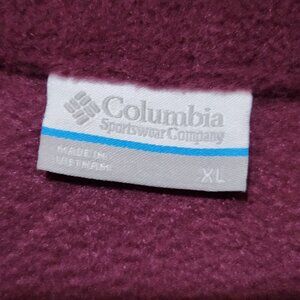 Columbia
Sportswear Company
MADE IN
VIETNAM
XL